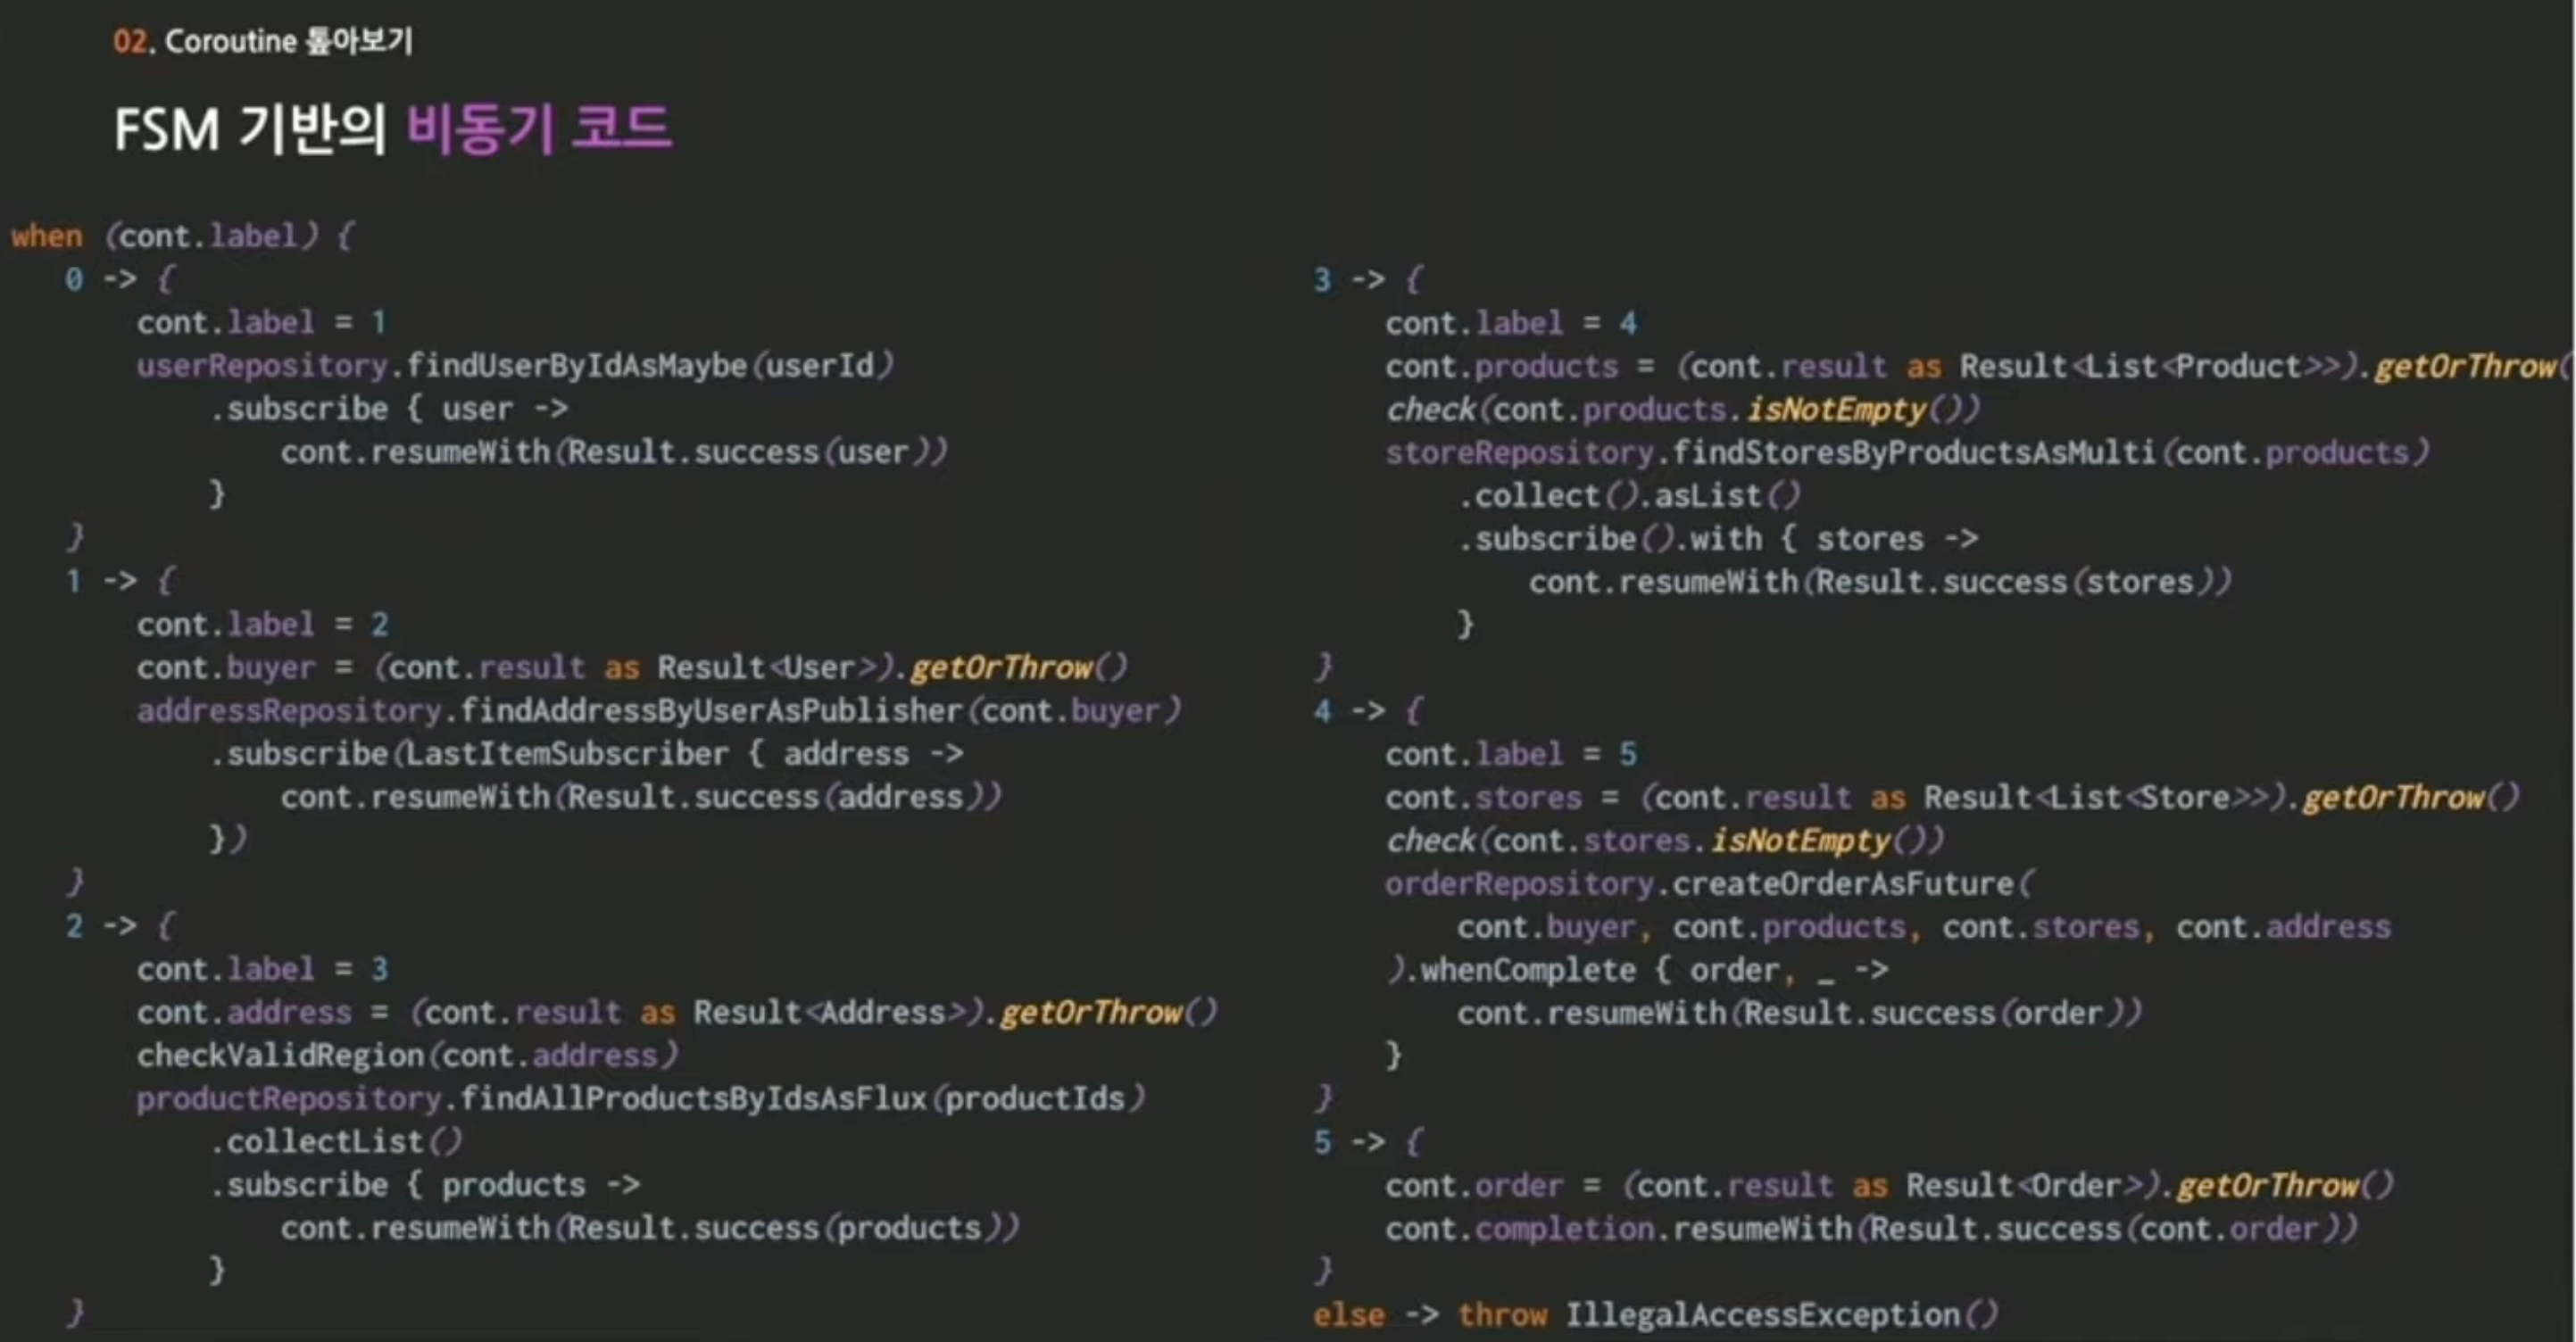 02. Coroutine 톺아보기
FSM 기반의 비동기 코드
when (cont.label) {
0 -> {
cont.label = 1
userRepository.findUserByIdAsMaybe(userId)
.subscribe { user ->
cont.resumeWith(Result.success(user))
}
}
1 -> {
cont.label = 2
cont.buyer = (cont.result as Result<User>).getOrThrow()
addressRepository.findAddressByUserAsPublisher(cont.buyer)
.subscribe(LastItemSubscriber { address ->
cont.resumeWith(Result.success(address))
})
}
2 -> {
cont.label = 3
cont.address = (cont.result as Result<Address>).getOrThrow()
checkValidRegion(cont.address)
productRepository.findAllProductsByIdsAsFlux(productIds)
.collectList()
.subscribe { products ->
cont.resumeWith(Result.success(products))
}
}
3 -> {
cont.label = 4
cont.products = (cont.result as Result<List<Product>>).getOrThrow(
check(cont.products.isNotEmpty())
storeRepository.findStoresByProductsAsMulti(cont.products)
.collect().asList()
.subscribe().with { stores ->
cont.resumeWith(Result.success(stores))
}
}
4 -> {
cont.label = 5
cont.stores = (cont.result as Result<List<Store>>).getOrThrow()
check(cont.stores.isNotEmpty())
orderRepository.createOrderAsFuture(
cont.buyer, cont.products, cont.stores, cont.address
).whenComplete { order, _ ->
cont.resumeWith(Result.success(order))
}
}
5 -> {
cont.order = (cont.result as Result<Order>).getOrThrow()
cont.completion.resumeWith(Result.success(cont.order))
}
else -> throw IllegalAccessException()